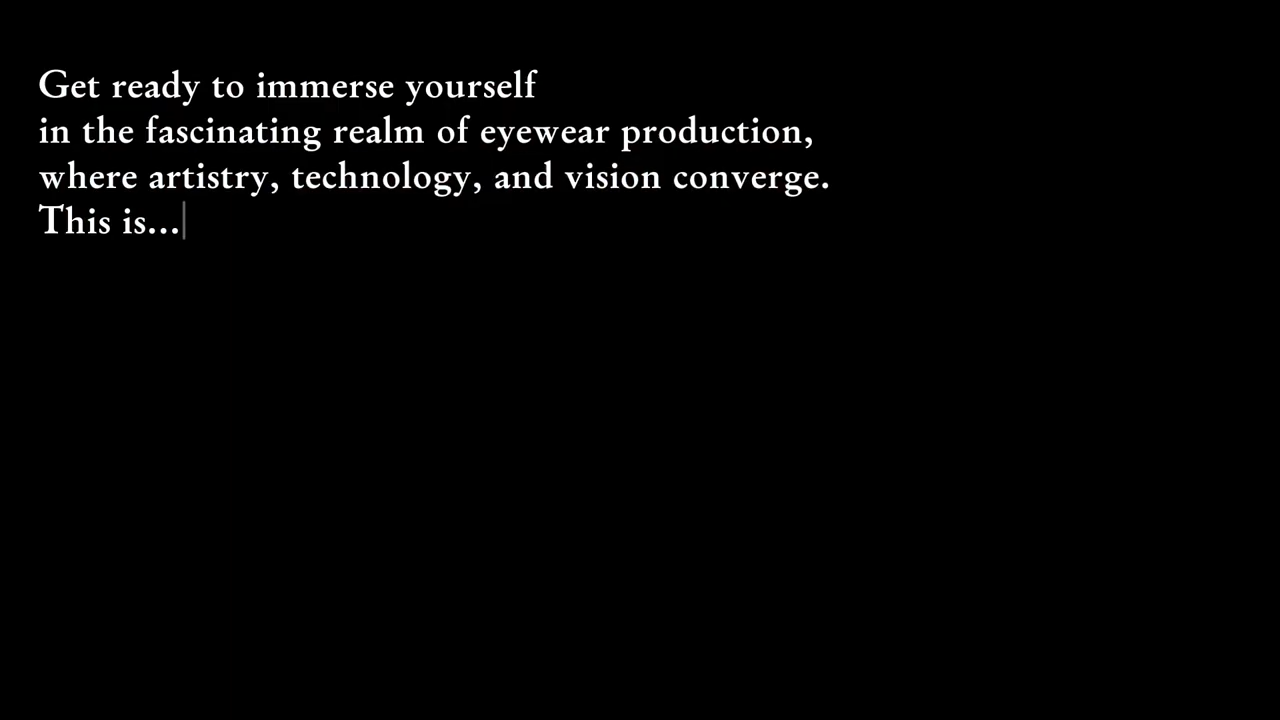 Get ready to immerse yourself
in the fascinating realm of eyewear production,
where artistry, technology, and vision converge.
This is...